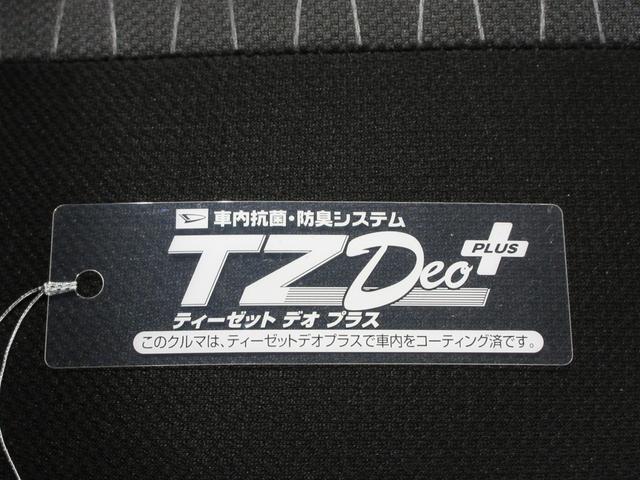 車内抗菌・防臭システム
TZ Deo PLUS
ティーゼット デオ プラス
このクルマは、ティーゼットデオプラスで車内をコーティング済です。